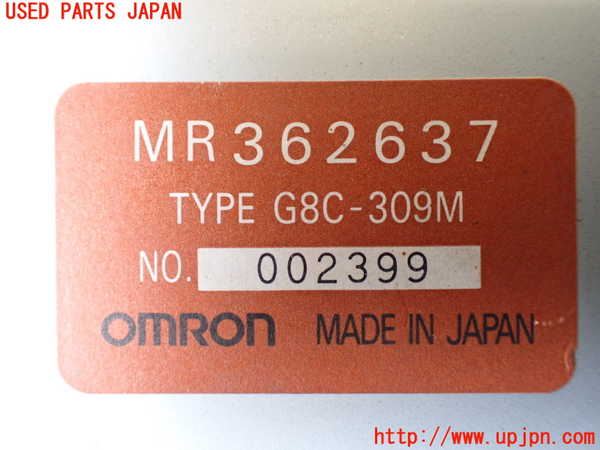 USED PARTS JAPAN
MR362637
TYPE G8C-309M
NO. 002399
OMRON MADE IN JAPAN
http://www.upjpn.com/